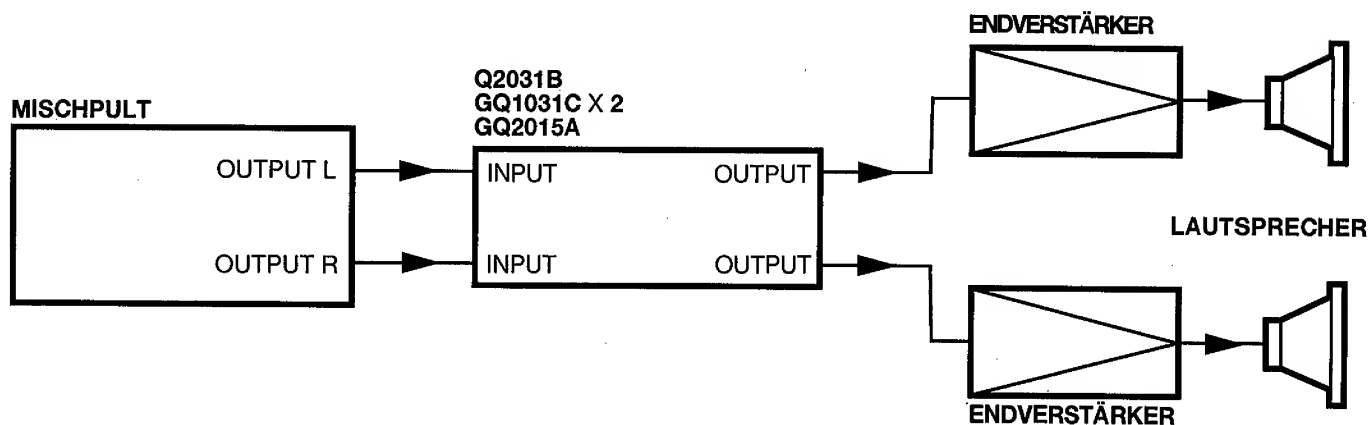 ENDVERSTÄRKER
Q2031B
GQ1031C X 2
GQ2015A
MISCHPULT
OUTPUT L
INPUT
OUTPUT
LAUTSPRECHER
OUTPUT R
INPUT
OUTPUT
ENDVERSTÄRKER